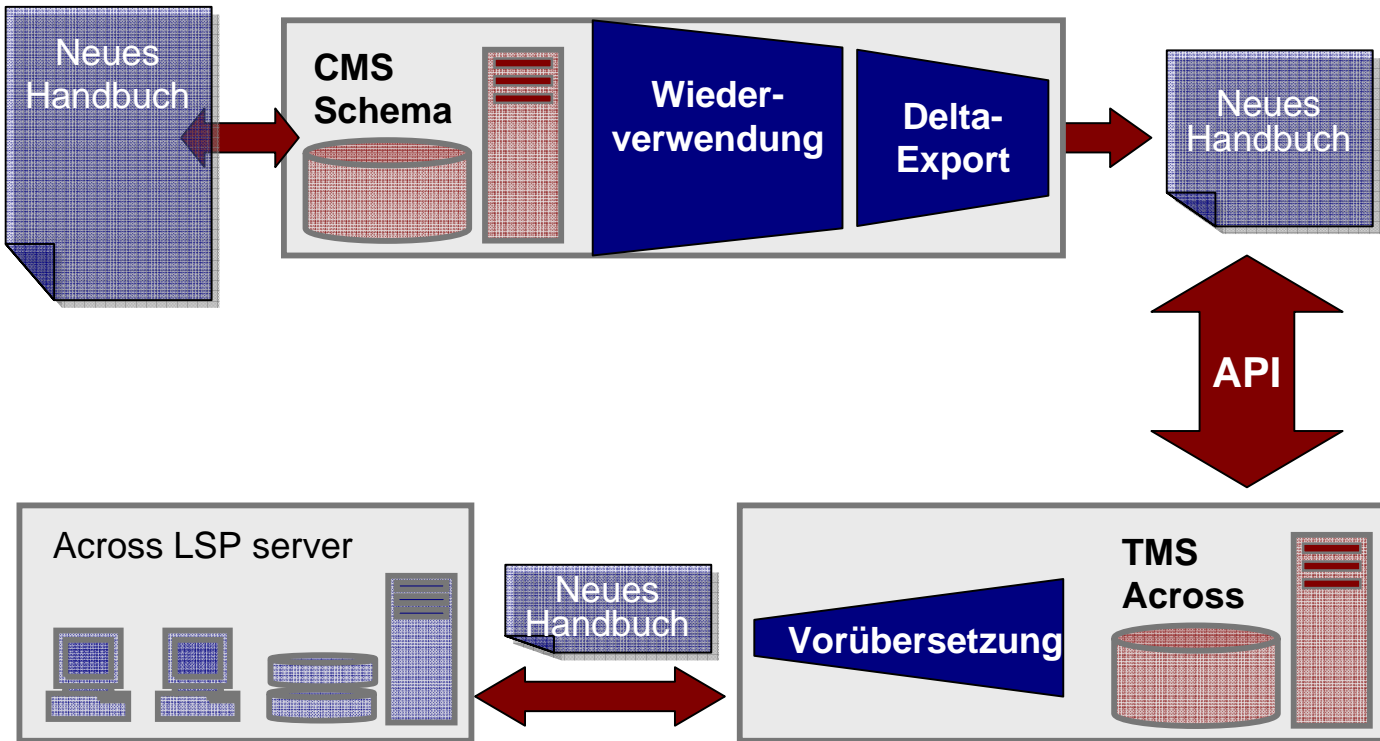 Neues
Handbuch
CMS
Schema
Wieder-
verwendung
Delta-
Export
Neues
Handbuch
API
Across LSP server
Neues
Handbuch
Vorübersetzung
TMS
Across